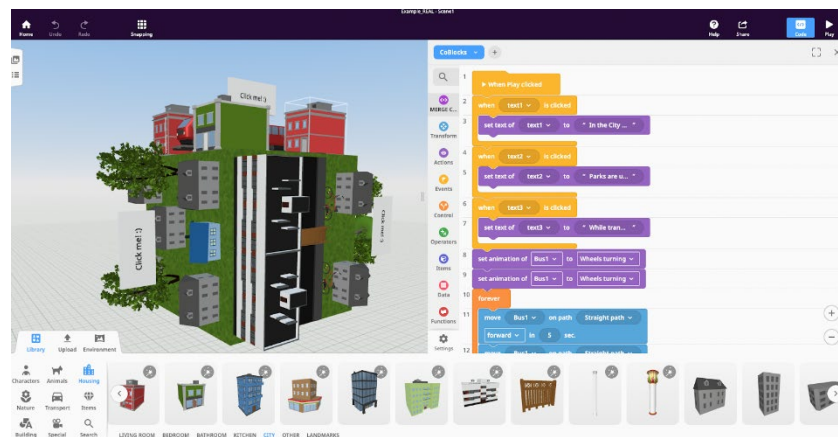 Example_REAL - Scene1
Home Undo Redo Snapping Help Share Code Play
CoBlocks
Click me! :)
Click me! :)
Click me! :)
MERGE C...
Transform
Actions
Events
Control
Operators
Items
Data
Functions
Settings
1 When Play clicked
2 when text1 is clicked
3 set text of text1 to " In the City ... "
4 when text2 is clicked
5 set text of text2 to " Parks are u... "
6 when text3 is clicked
7 set text of text3 to " While tran... "
8 set animation of Bus1 to Wheels turning
9 set animation of Bus1 to Wheels turning
10 forever
11 move Bus1 on path Straight path
forward in 5 sec.
12
Library Upload Environment
Characters Animals Housing
Nature Transport Items
Building Special Search
LIVING ROOM BEDROOM BATHROOM KITCHEN CITY OTHER LANDMARKS